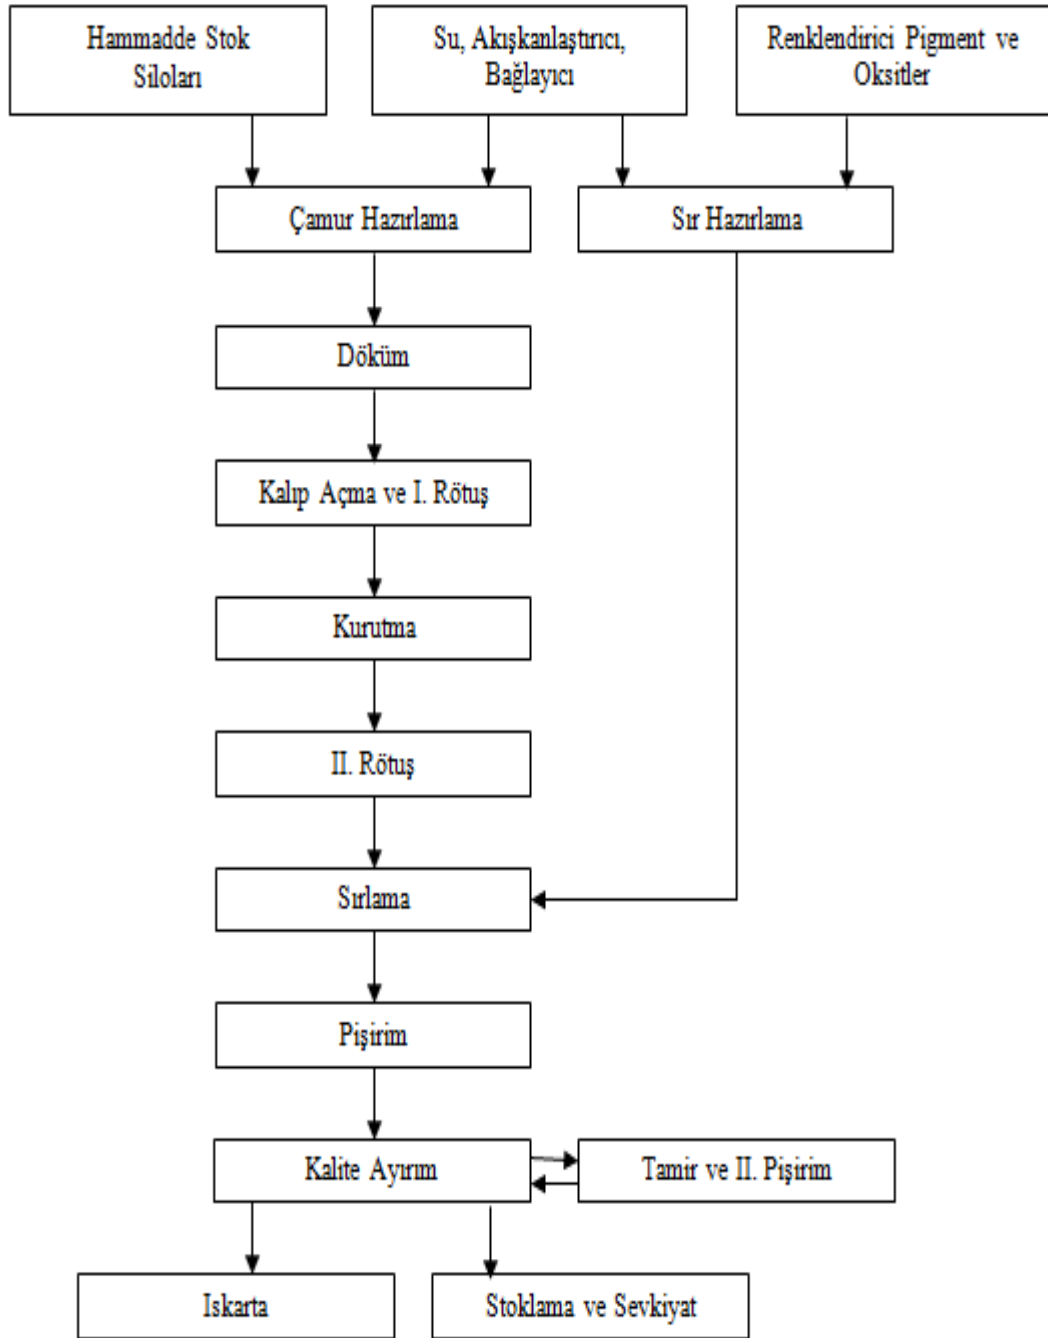 Hammadde Stok
Siloları
Su, Akışkanlaştırıcı,
Bağlayıcı
Renklendirici Pigment ve
Oksitler
Çamur Hazırlama
Sır Hazırlama
Döküm
Kalıp Açma ve I. Rötuş
Kurutma
II. Rötuş
Sırlama
Pişirim
Kalite Ayırım
Tamir ve II. Pişirim
Iskarta
Stoklama ve Sevkiyat